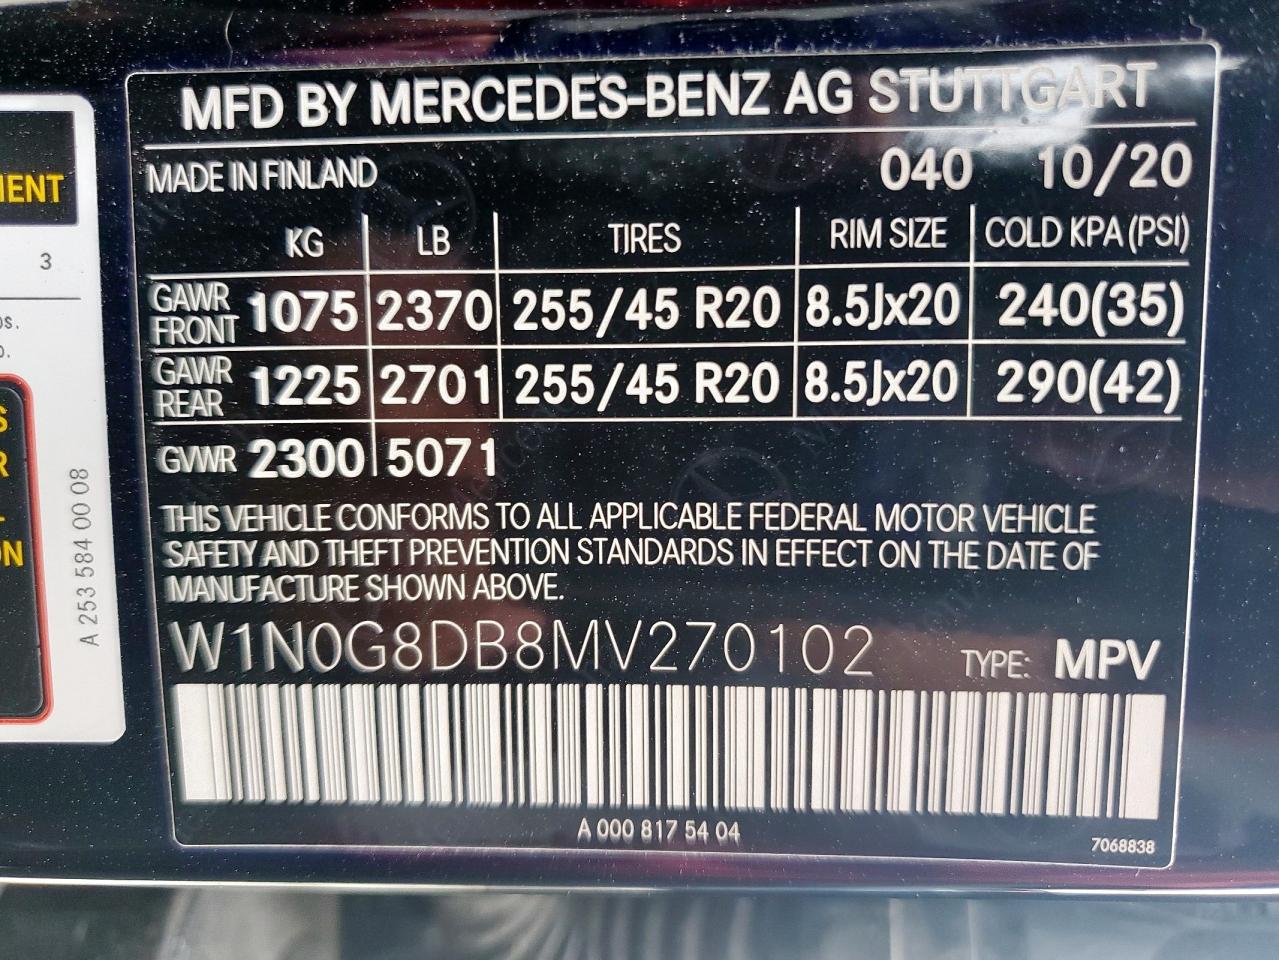 MFD BY MERCEDES-BENZ AG STUTTGART
MADE IN FINLAND 040 10/20
KG LB TIRES RIM SIZE COLD KPA (PSI)
GAWR FRONT 1075 2370 255/45 R20 8.5Jx20 240(35)
GAWR REAR 1225 2701 255/45 R20 8.5Jx20 290(42)
GVWR 2300 5071
THIS VEHICLE CONFORMS TO ALL APPLICABLE FEDERAL MOTOR VEHICLE
SAFETY AND THEFT PREVENTION STANDARDS IN EFFECT ON THE DATE OF
MANUFACTURE SHOWN ABOVE.
W1N0G8DB8MV270102 TYPE: MPV
A 000 817 54 04
7068838
3
A 253 584 00 08